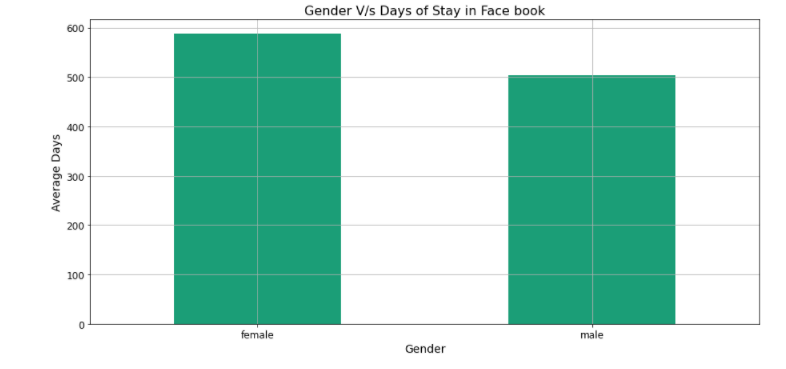 Gender V/s Days of Stay in Face book
600
500
400
300
200
100
0
Average Days
female
male
Gender